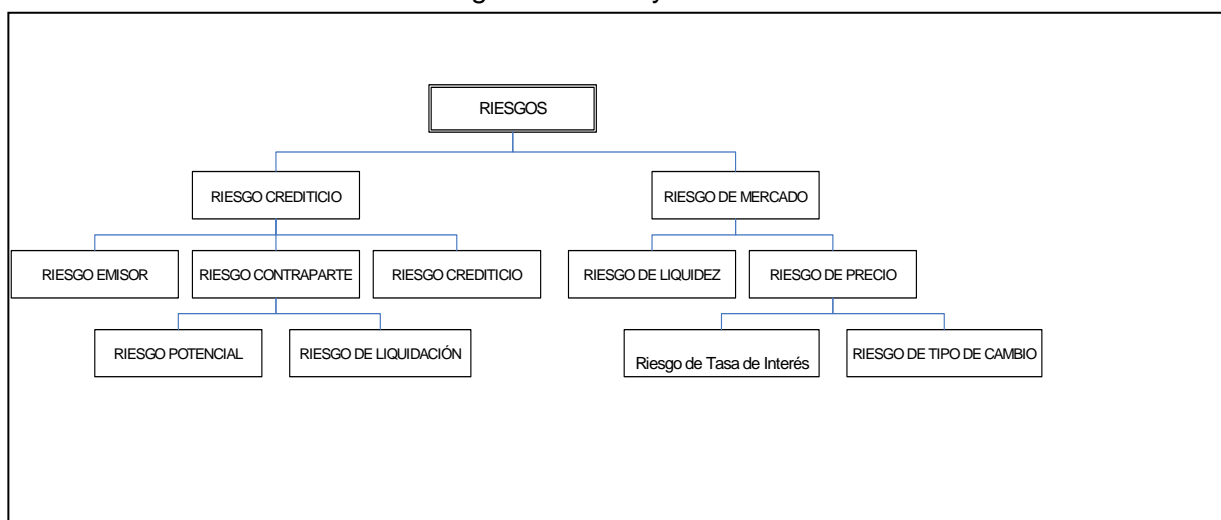 RIESGOS
RIESGO CREDITICIO
RIESGO DE MERCADO
RIESGO EMISOR
RIESGO CONTRAPARTE
RIESGO CREDITICIO
RIESGO DE LIQUIDEZ
RIESGO DE PRECIO
RIESGO POTENCIAL
RIESGO DE LIQUIDACIÓN
Riesgo de Tasa de Interés
RIESGO DE TIPO DE CAMBIO